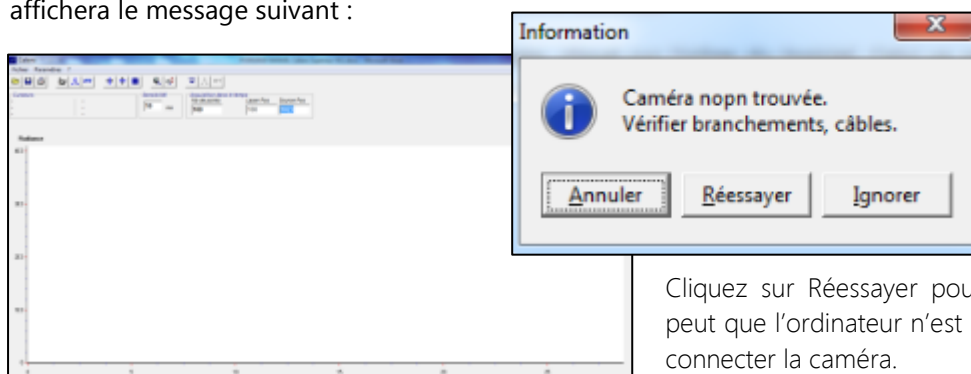 affichera le message suivant :
Information
Caméra nopn trouvée.
Vérifier branchements, câbles.
Annuler
Réessayer
Ignorer
Cliquez sur Réessayer pou
peut que l'ordinateur n'est
connecter la caméra.